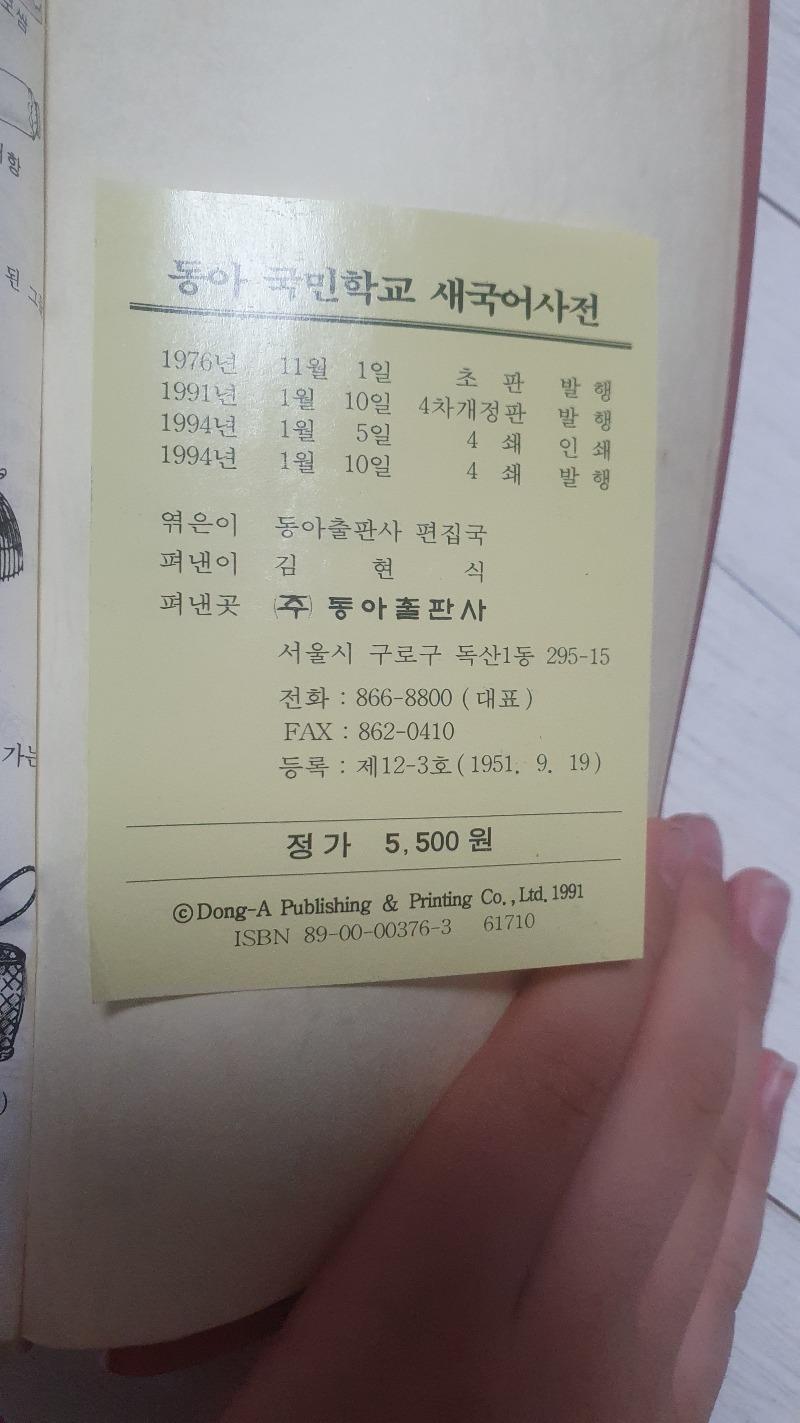 동아 국민학교 새국어사전
1976년 11월 1일 초 판 발 행
1991년 1월 10일 4차개정판 발 행
1994년 1월 5일 4 쇄 인 쇄
1994년 1월 10일 4 쇄 발 행
엮은이 동아출판사 편집국
펴낸이 김 현 식
펴낸곳 (주) 동아출판사
서울시 구로구 독산1동 295-15
전화 : 866-8800 (대표)
FAX : 862-0410
등록 : 제12-3호(1951. 9. 19)
정가 5,500원
©Dong-A Publishing & Printing Co., Ltd. 1991
ISBN 89-00-00376-3 61710
된